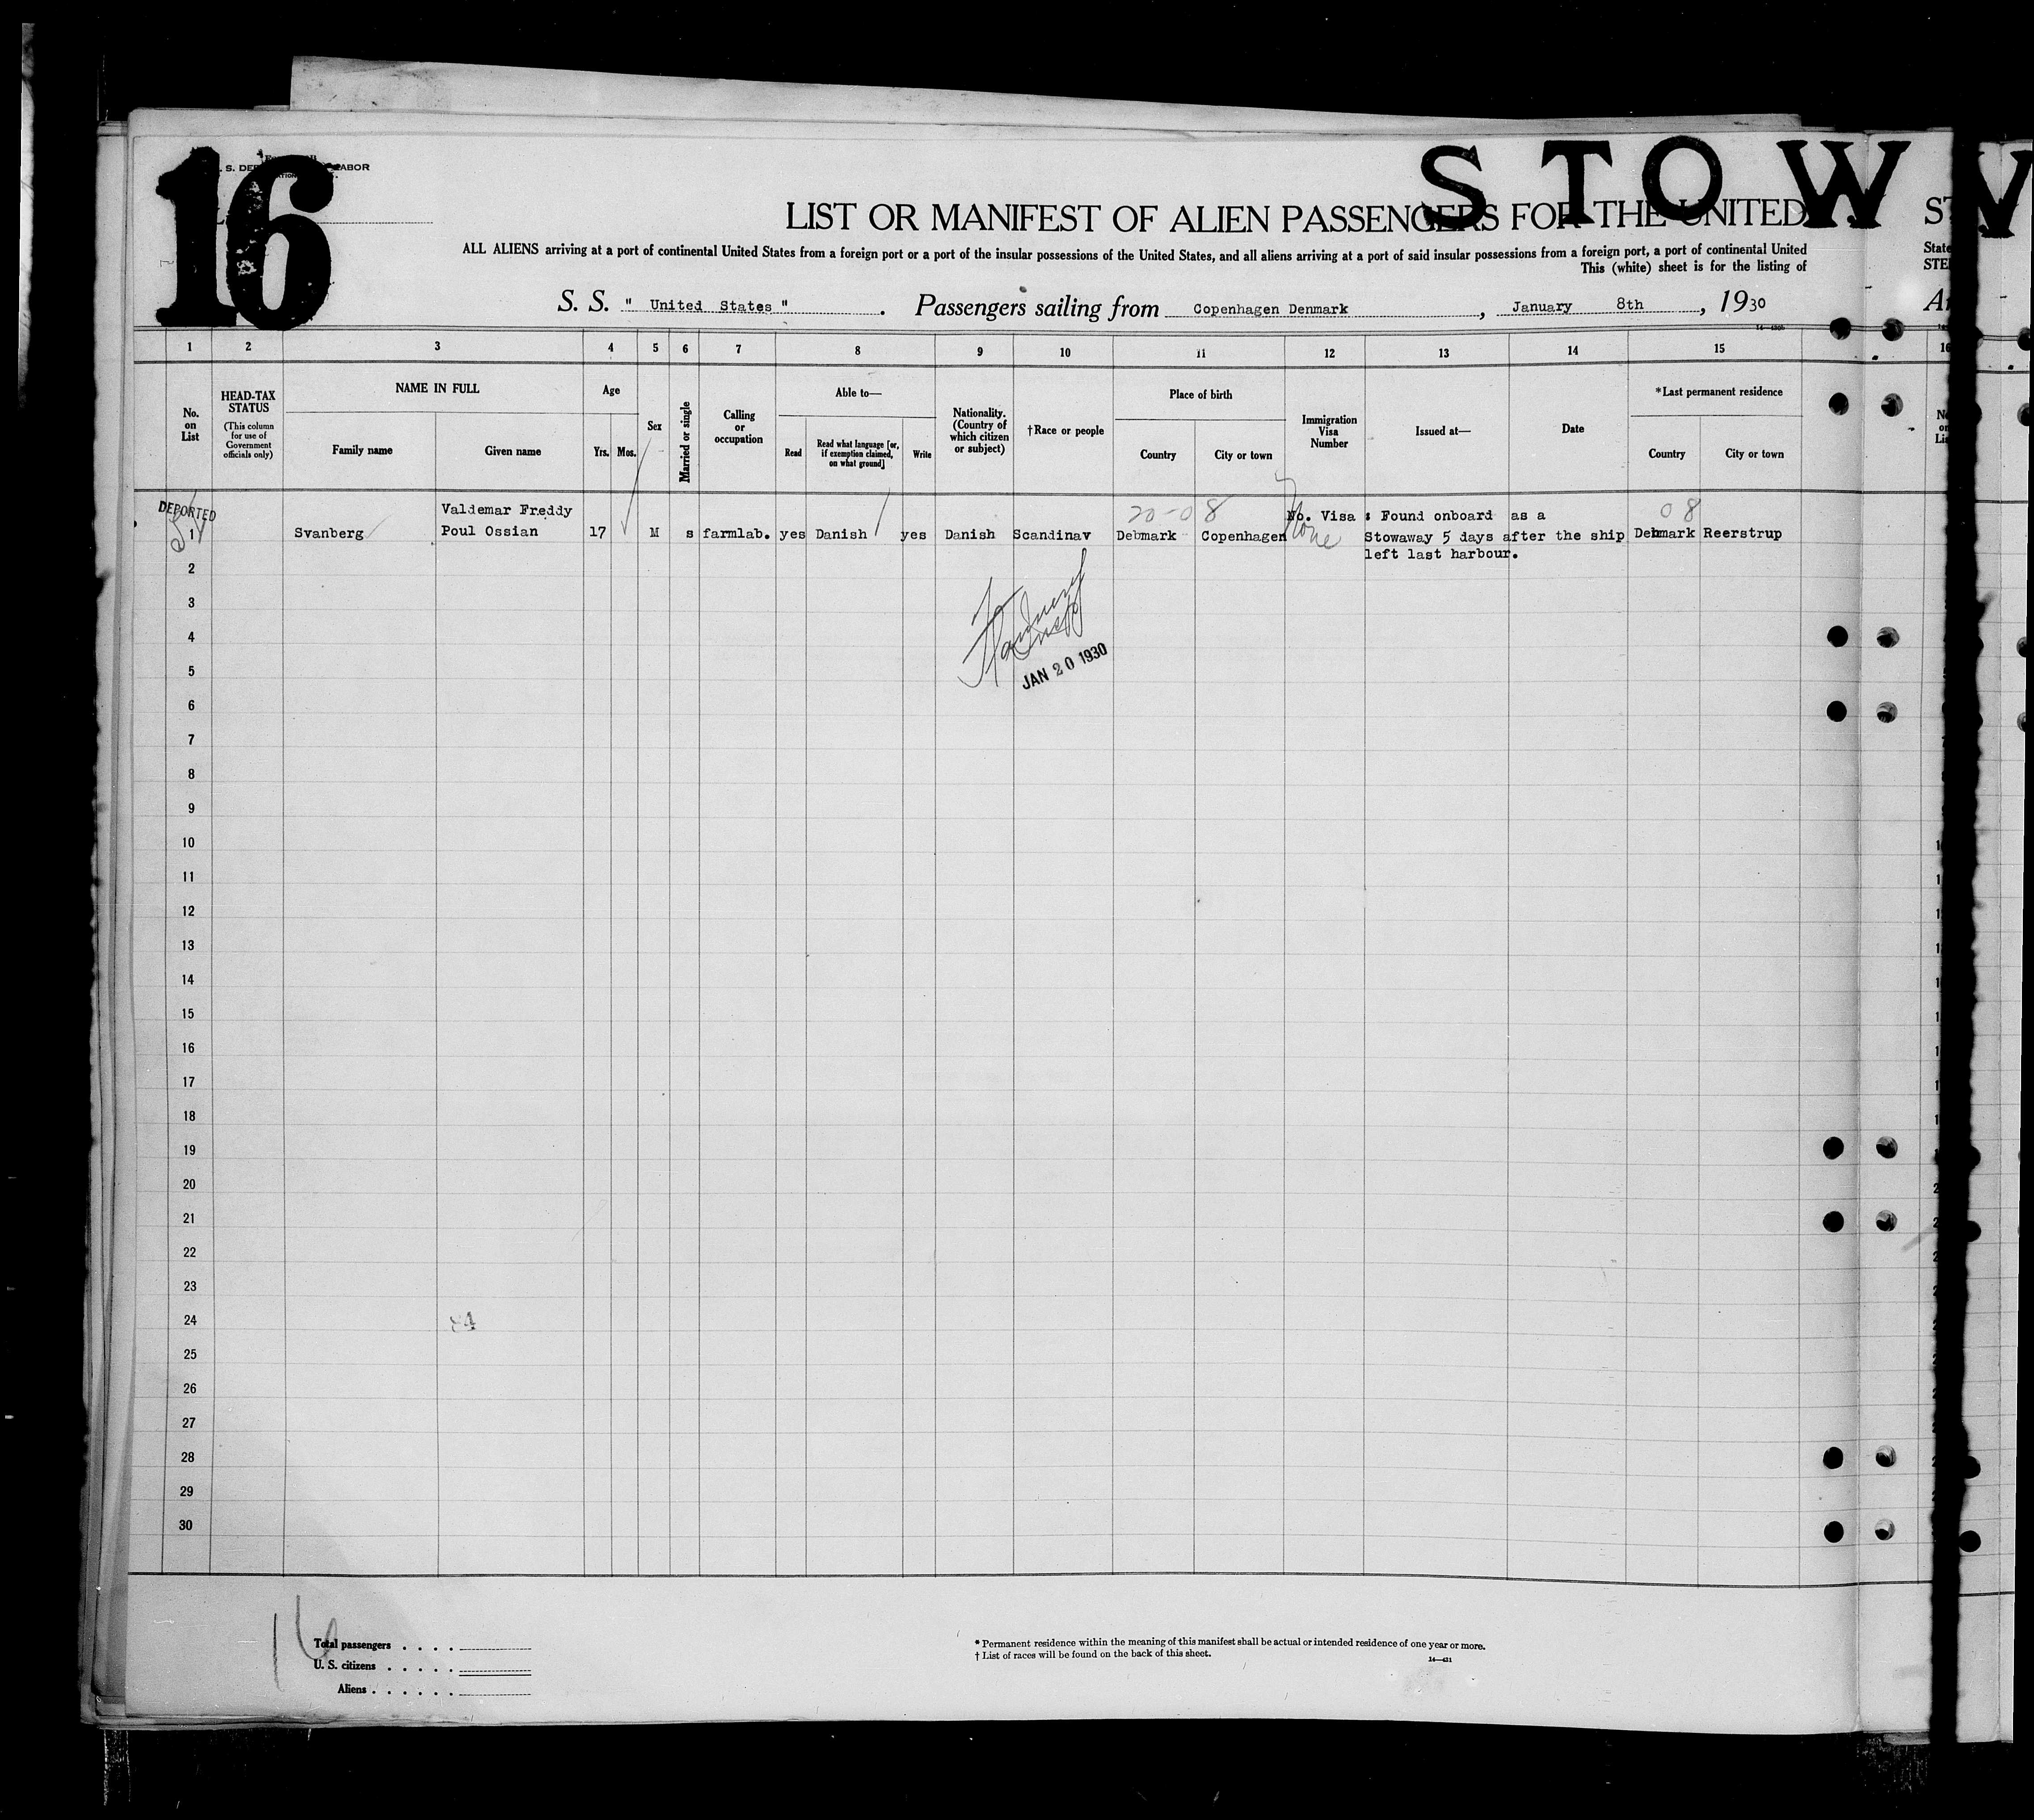 16
S. DEP
LABOR
STOW
LIST OR MANIFEST OF ALIEN PASSENGERS FOR THE UNITED
ALL ALIENS arriving at a port of continental United States from a foreign port or a port of the insular possessions of the United States, and all aliens arriving at a port of said insular possessions from a foreign port, a port of continental United
This (white) sheet is for the listing of
S. S. " United States " . Passengers sailing from Copenhagen Denmark , January 8th , 1930
1 2 3 4 5 6 7 8 9 10 11 12 13 14 15
No. on List
HEAD-TAX STATUS
(This column for use of Government officials only)
NAME IN FULL
Family name
Given name
Age
Yrs. Mos.
Sex
Married or single
Calling or occupation
Able to—
Read
Read what language [or, if exemption claimed, on what ground]
Write
Nationality. (Country of which citizen or subject)
†Race or people
Place of birth
Country
City or town
Immigration Visa Number
Issued at—
Date
*Last permanent residence
Country
City or town
DEPORTED
Valdemar Freddy
20-0 8
None
No. Visa : Found onboard as a
0 8
1 Svanberg Poul Ossian 17 M s farmlab. yes Danish yes Danish Scandinav Debmark Copenhagen Stowaway 5 days after the ship Debmark Reerstrup
left last harbour.
2
3
4
5
JAN 20 1930
6
7
8
9
10
11
12
13
14
15
16
17
18
19
20
21
22
23
24
25
26
27
28
29
30
16
Total passengers . . . .
U. S. citizens . . . . .
Aliens . . . . . .
* Permanent residence within the meaning of this manifest shall be actual or intended residence of one year or more.
† List of races will be found on the back of this sheet.
14—421